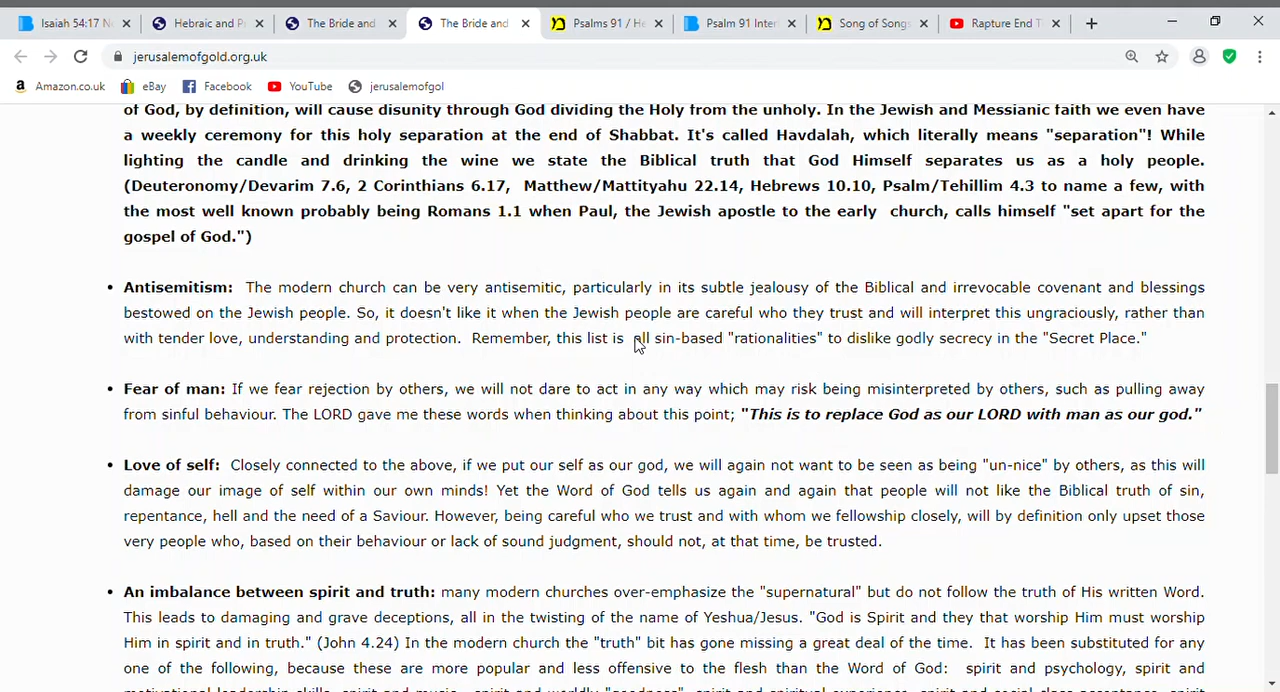 Isaiah 54:17 Ne
Hebraic and P
The Bride and
The Bride and
Psalms 91 / He
Psalm 91 Inter
Song of Songs
Rapture End T
jerusalemofgold.org.uk
Amazon.co.uk eBay Facebook YouTube jerusalemofgol
of God, by definition, will cause disunity through God dividing the Holy from the unholy. In the Jewish and Messianic faith we even have
a weekly ceremony for this holy separation at the end of Shabbat. It's called Havdalah, which literally means "separation"! While
lighting the candle and drinking the wine we state the Biblical truth that God Himself separates us as a holy people.
(Deuteronomy/Devarim 7.6, 2 Corinthians 6.17, Matthew/Mattityahu 22.14, Hebrews 10.10, Psalm/Tehillim 4.3 to name a few, with
the most well known probably being Romans 1.1 when Paul, the Jewish apostle to the early church, calls himself "set apart for the
gospel of God.")
• Antisemitism: The modern church can be very antisemitic, particularly in its subtle jealousy of the Biblical and irrevocable covenant and blessings
bestowed on the Jewish people. So, it doesn't like it when the Jewish people are careful who they trust and will interpret this ungraciously, rather than
with tender love, understanding and protection. Remember, this list is all sin-based "rationalities" to dislike godly secrecy in the "Secret Place."
• Fear of man: If we fear rejection by others, we will not dare to act in any way which may risk being misinterpreted by others, such as pulling away
from sinful behaviour. The LORD gave me these words when thinking about this point; "This is to replace God as our LORD with man as our god."
• Love of self: Closely connected to the above, if we put our self as our god, we will again not want to be seen as being "un-nice" by others, as this will
damage our image of self within our own minds! Yet the Word of God tells us again and again that people will not like the Biblical truth of sin,
repentance, hell and the need of a Saviour. However, being careful who we trust and with whom we fellowship closely, will by definition only upset those
very people who, based on their behaviour or lack of sound judgment, should not, at that time, be trusted.
• An imbalance between spirit and truth: many modern churches over-emphasize the "supernatural" but do not follow the truth of His written Word.
This leads to damaging and grave deceptions, all in the twisting of the name of Yeshua/Jesus. "God is Spirit and they that worship Him must worship
Him in spirit and in truth." (John 4.24) In the modern church the "truth" bit has gone missing a great deal of the time. It has been substituted for any
one of the following, because these are more popular and less offensive to the flesh than the Word of God: spirit and psychology, spirit and
motivational leadership skills, spirit and music, spirit and worldly "goodness", spirit and spiritual experience, spirit and social class acceptance, spirit